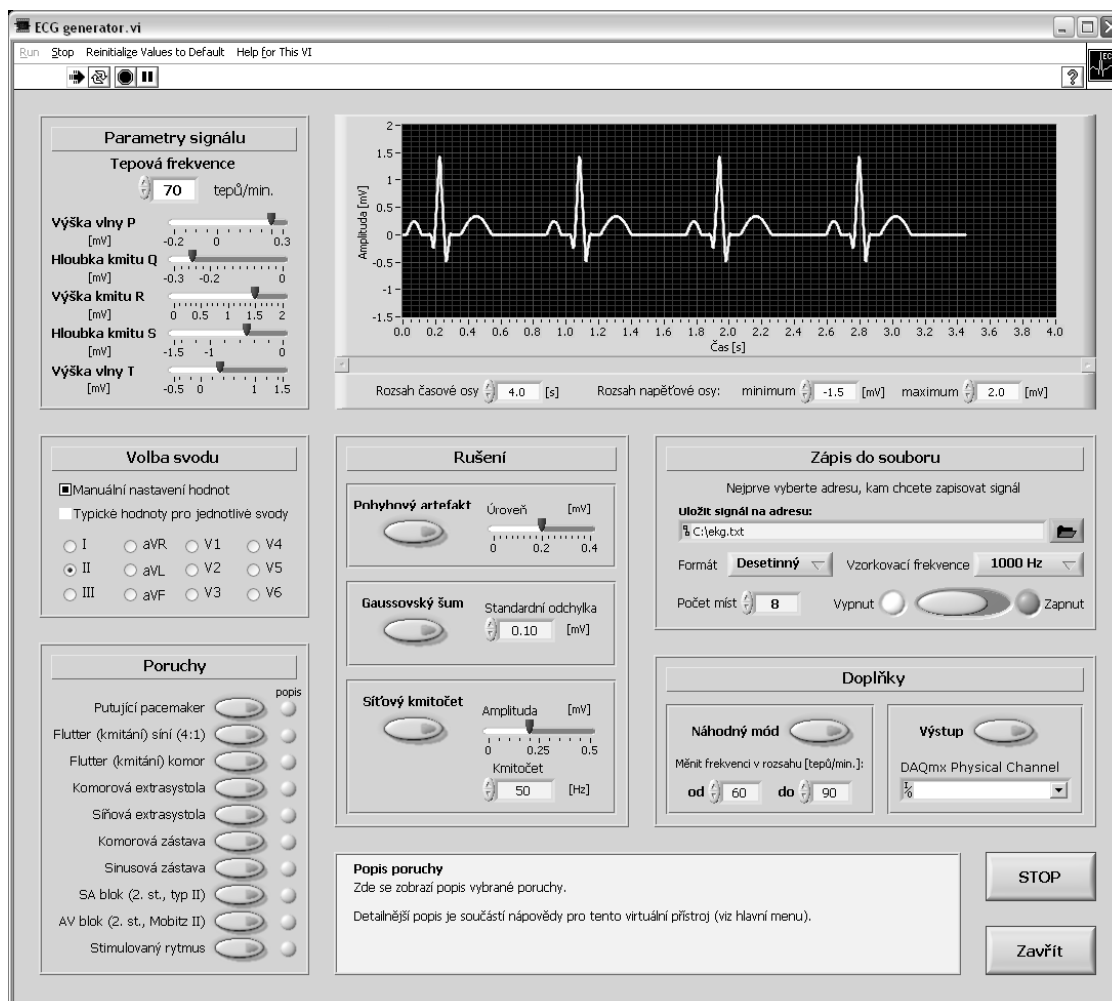 ECG generator.vi
Run Stop Reinitialize Values to Default Help for This VI
Parametry signálu
Tepová frekvence
70 tepů/min.
Výška vlny P
[mV]
-0.2 0 0.3
Hloubka kmitu Q
[mV]
-0.3 -0.2 0
Výška kmitu R
[mV]
0 0.5 1 1.5 2
Hloubka kmitu S
[mV]
-1.5 -1 0
Výška vlny T
[mV]
-0.5 0 1 1.5
Amplituda [mV]
2
1.5
1
0.5
0
-0.5
-1
-1.5
0.0 0.2 0.4 0.6 0.8 1.0 1.2 1.4 1.6 1.8 2.0 2.2 2.4 2.6 2.8 3.0 3.2 3.4 3.6 3.8 4.0
Čas [s]
Rozsah časové osy 4.0 [s] Rozsah napěťové osy: minimum -1.5 [mV] maximum 2.0 [mV]
Volba svodu
Manuální nastavení hodnot
Typické hodnoty pro jednotlivé svody
I aVR V1 V4
II aVL V2 V5
III aVF V3 V6
Poruchy
popis
Putující pacemaker
Flutter (kmitání) síní (4:1)
Flutter (kmitání) komor
Komorová extrasystola
Síňová extrasystola
Komorová zástava
Sinusová zástava
SA blok (2. st., typ II)
AV blok (2. st., Mobitz II)
Stimulovaný rytmus
Rušení
Pohybový artefakt Úroveň [mV]
0 0.2 0.4
Gaussovský šum Standardní odchylka
0.10 [mV]
Síťový kmitočet Amplituda [mV]
0 0.25 0.5
Kmitočet
50 [Hz]
Zápis do souboru
Nejprve vyberte adresu, kam chcete zapisovat signál
Uložit signál na adresu:
C:\ekg.txt
Formát Desetinný Vzorkovací frekvence 1000 Hz
Počet míst 8 Vypnut Zapnut
Doplňky
Náhodný mód
Měnit frekvenci v rozsahu [tepů/min.]:
od 60 do 90
Výstup
DAQmx Physical Channel
Popis poruchy
Zde se zobrazí popis vybrané poruchy.
Detailnější popis je součástí nápovědy pro tento virtuální přístroj (viz hlavní menu).
STOP
Zavřít